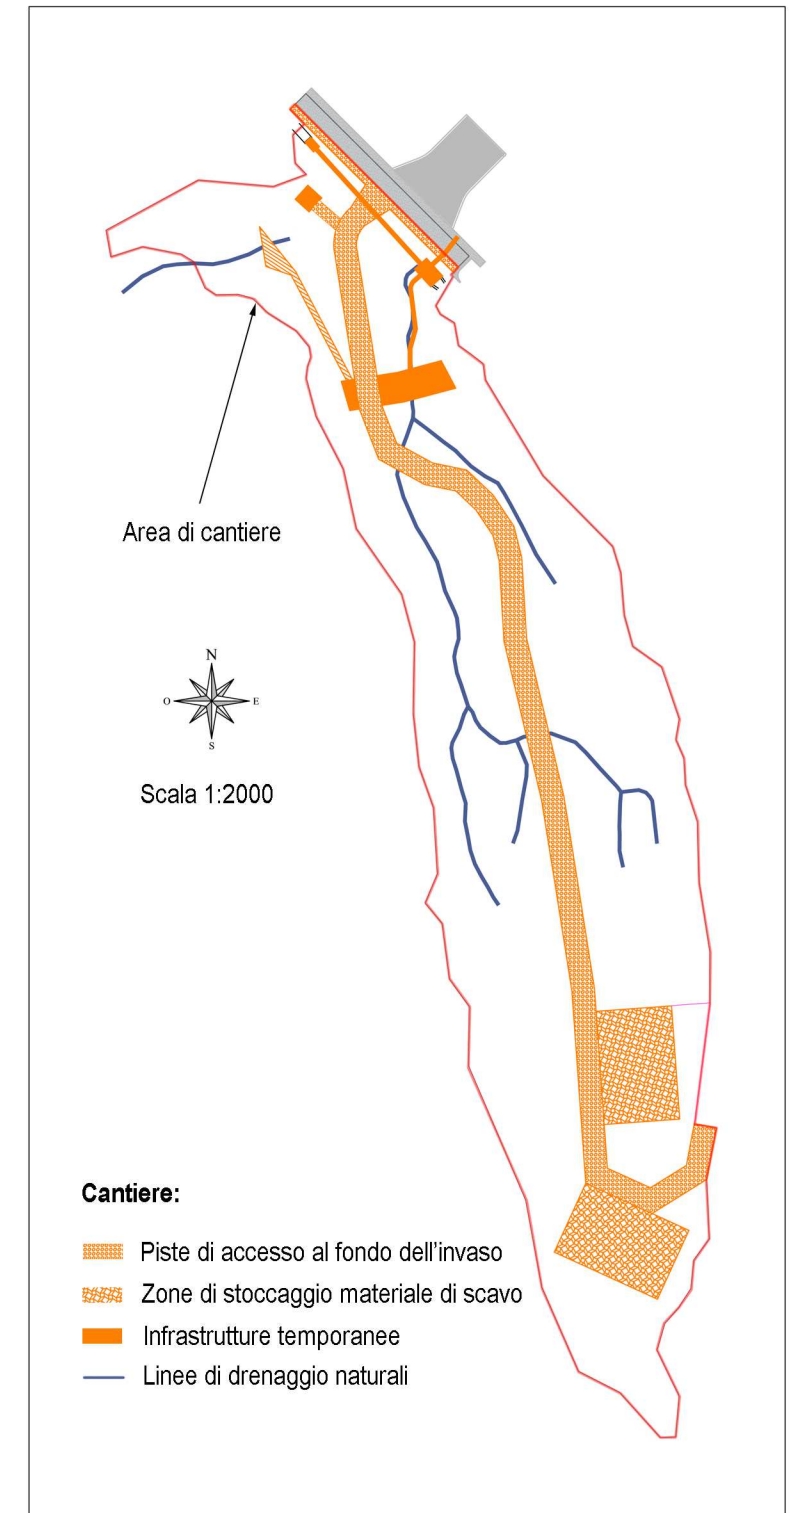 Area di cantiere
N
O
E
S
Scala 1:2000
Cantiere:
Piste di accesso al fondo dell'invaso
Zone di stoccaggio materiale di scavo
Infrastrutture temporanee
Linee di drenaggio naturali